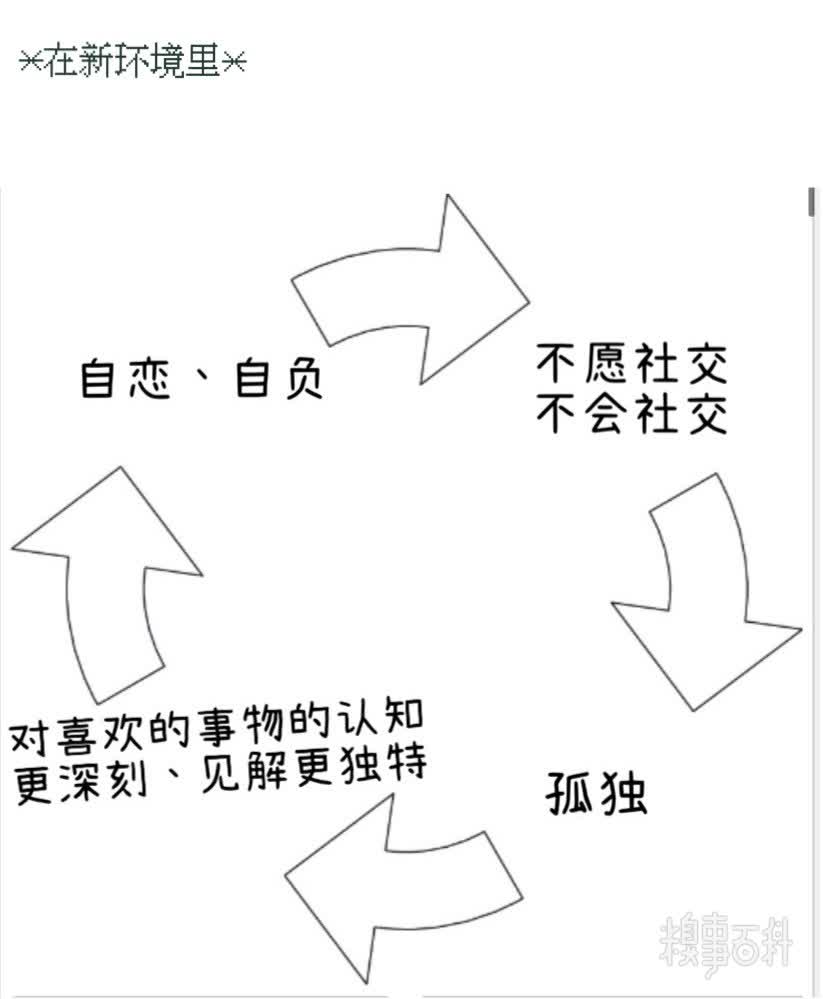 *在新环境里*
自恋、自负
不愿社交
不会社交
孤独
对喜欢的事物的认知
更深刻、见解更独特
糗事百科